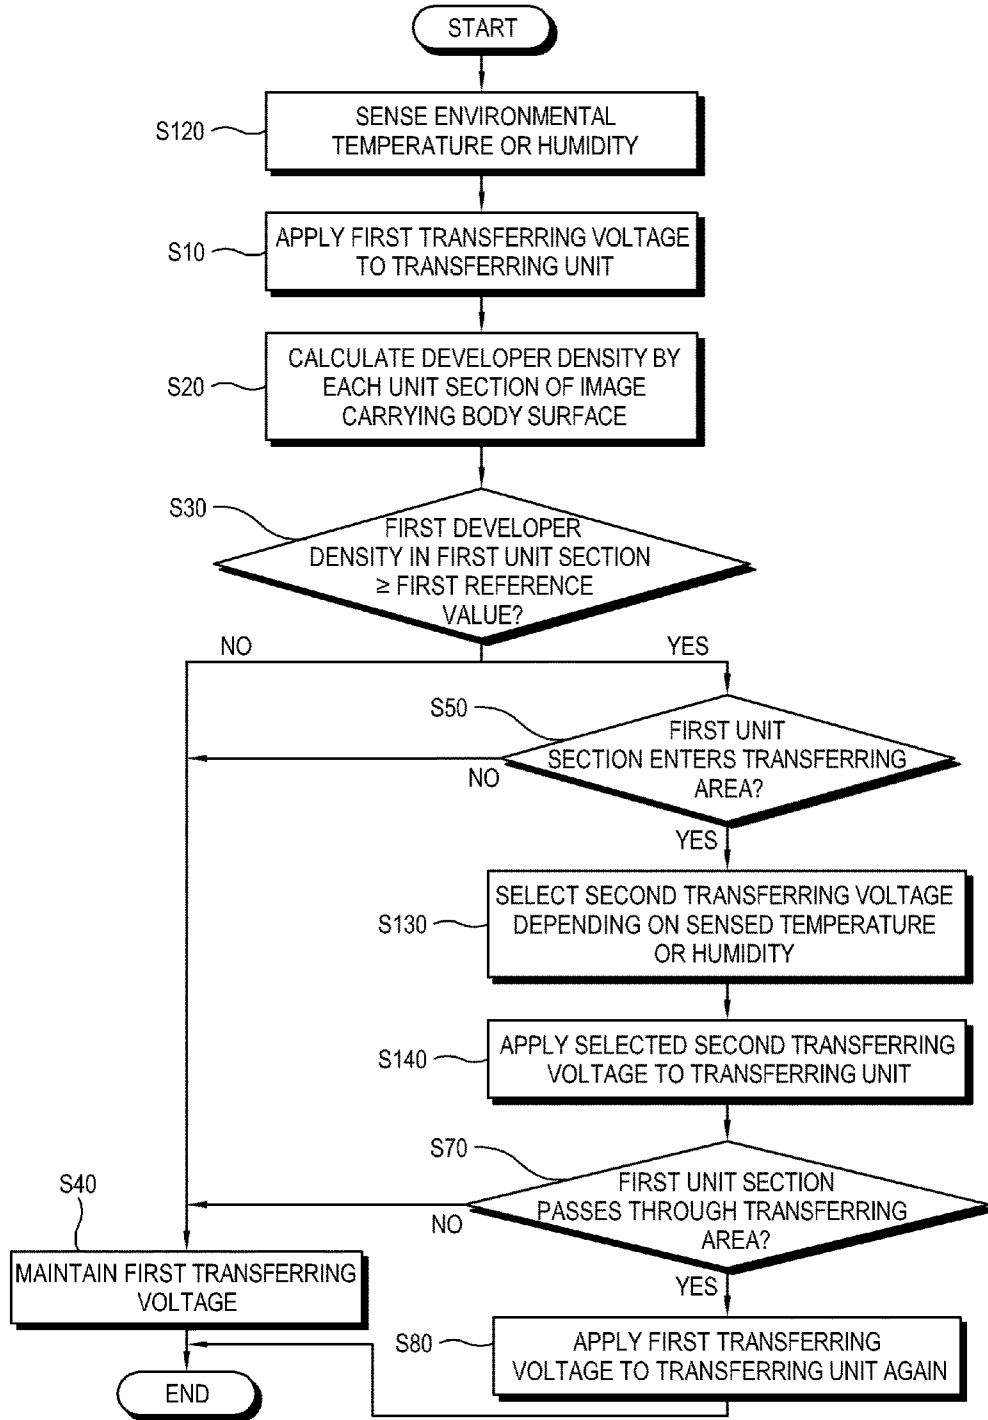 START
S120
SENSE ENVIRONMENTAL
TEMPERATURE OR HUMIDITY
S10
APPLY FIRST TRANSFERRING VOLTAGE
TO TRANSFERRING UNIT
S20
CALCULATE DEVELOPER DENSITY BY
EACH UNIT SECTION OF IMAGE
CARRYING BODY SURFACE
S30
FIRST DEVELOPER
DENSITY IN FIRST UNIT SECTION
≥ FIRST REFERENCE
VALUE?
NO
YES
S50
FIRST UNIT
SECTION ENTERS TRANSFERRING
AREA?
NO
YES
S130
SELECT SECOND TRANSFERRING VOLTAGE
DEPENDING ON SENSED TEMPERATURE
OR HUMIDITY
S140
APPLY SELECTED SECOND TRANSFERRING
VOLTAGE TO TRANSFERRING UNIT
S70
FIRST UNIT SECTION
PASSES THROUGH TRANSFERRING
AREA?
NO
YES
S40
MAINTAIN FIRST TRANSFERRING
VOLTAGE
S80
APPLY FIRST TRANSFERRING
VOLTAGE TO TRANSFERRING UNIT AGAIN
END